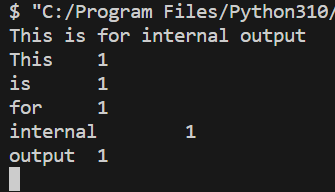 $ "C:/Program Files/Python310/
This is for internal output
This    1
is      1
for     1
internal        1
output  1